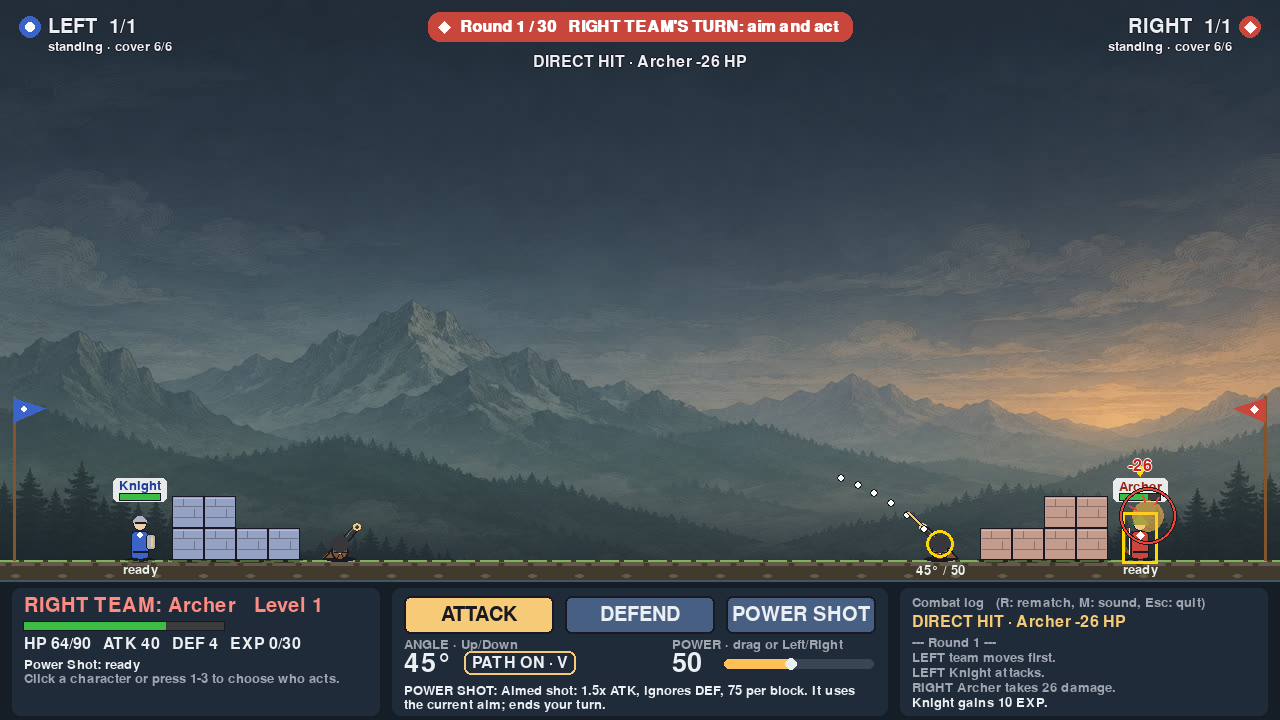 LEFT 1/1
standing · cover 6/6
Round 1 / 30 RIGHT TEAM'S TURN: aim and act
DIRECT HIT · Archer -26 HP
RIGHT 1/1
standing · cover 6/6
-26
Knight
Archer
ready
45° / 50
ready
RIGHT TEAM: Archer Level 1
HP 64/90 ATK 40 DEF 4 EXP 0/30
Power Shot: ready
Click a character or press 1-3 to choose who acts.
ATTACK
DEFEND
POWER SHOT
ANGLE · Up/Down
45°
PATH ON · V
POWER · drag or Left/Right
50
POWER SHOT: Aimed shot: 1.5x ATK, ignores DEF, 75 per block. It uses
the current aim; ends your turn.
Combat log (R: rematch, M: sound, Esc: quit)
DIRECT HIT · Archer -26 HP
--- Round 1 ---
LEFT team moves first.
LEFT Knight attacks.
RIGHT Archer takes 26 damage.
Knight gains 10 EXP.